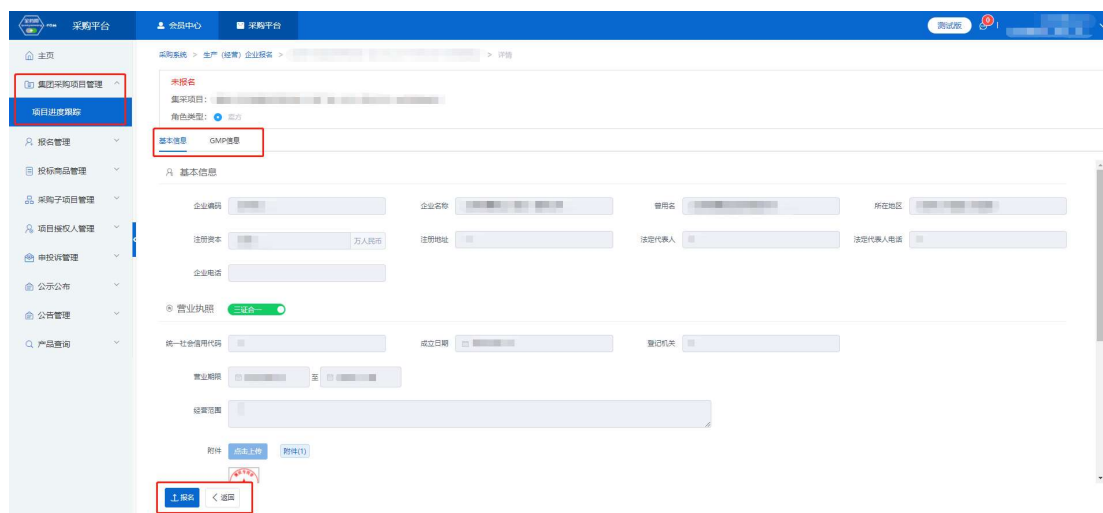 采购平台
会员中心
采购平台
测试版
主页
集团采购项目管理
项目进度跟踪
报名管理
投标商品管理
采购子项目管理
项目授权人管理
申投诉管理
公示公布
公告管理
产品查询
采购系统 > 生产（经营）企业报名 >
> 详情
未报名
集采项目：
角色类型： 卖方
基本信息 GMP信息
基本信息
企业编码 企业名称 曾用名 所在地区
注册资本 万人民币 注册地址 法定代表人 法定代表人电话
企业电话
营业执照 三证合一
统一社会信用代码 成立日期 登记机关
营业期限 至
经营范围
附件 点击上传 附件(1)
报名 返回